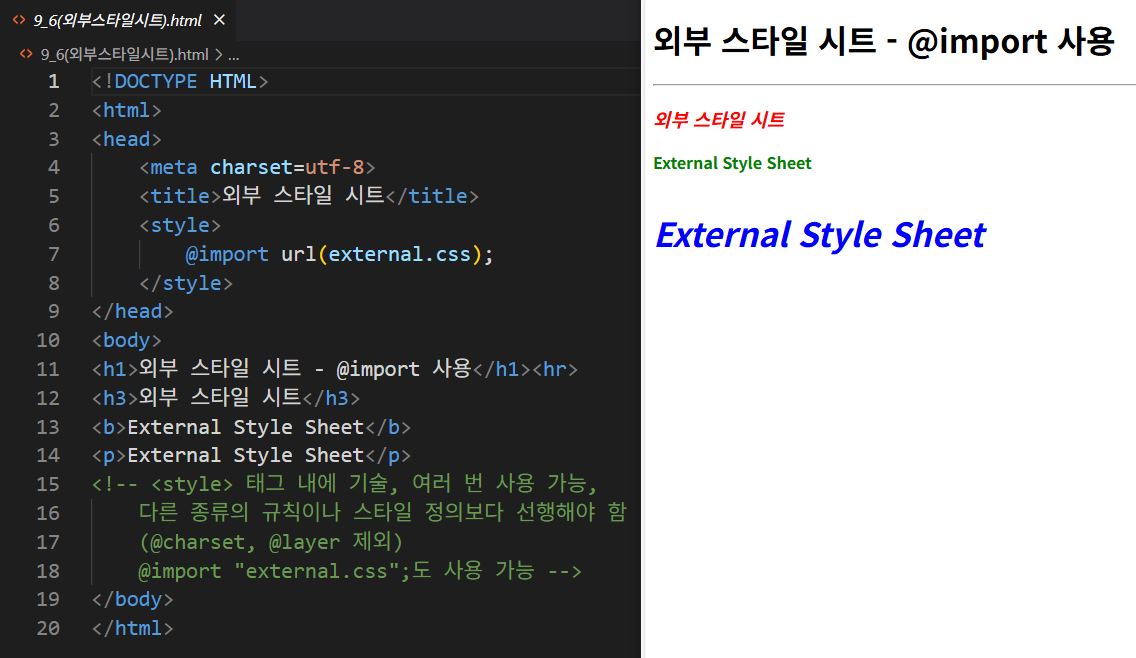 9_6(외부스타일시트).html
9_6(외부스타일시트).html > ...
1 <!DOCTYPE HTML>
2 <html>
3 <head>
4 <meta charset=utf-8>
5 <title>외부 스타일 시트</title>
6 <style>
7 @import url(external.css);
8 </style>
9 </head>
10 <body>
11 <h1>외부 스타일 시트 - @import 사용</h1><hr>
12 <h3>외부 스타일 시트</h3>
13 <b>External Style Sheet</b>
14 <p>External Style Sheet</p>
15 <!-- <style> 태그 내에 기술, 여러 번 사용 가능,
16 다른 종류의 규칙이나 스타일 정의보다 선행해야 함
17 (@charset, @layer 제외)
18 @import "external.css";도 사용 가능 -->
19 </body>
20 </html>
외부 스타일 시트 - @import 사용
외부 스타일 시트
External Style Sheet
External Style Sheet